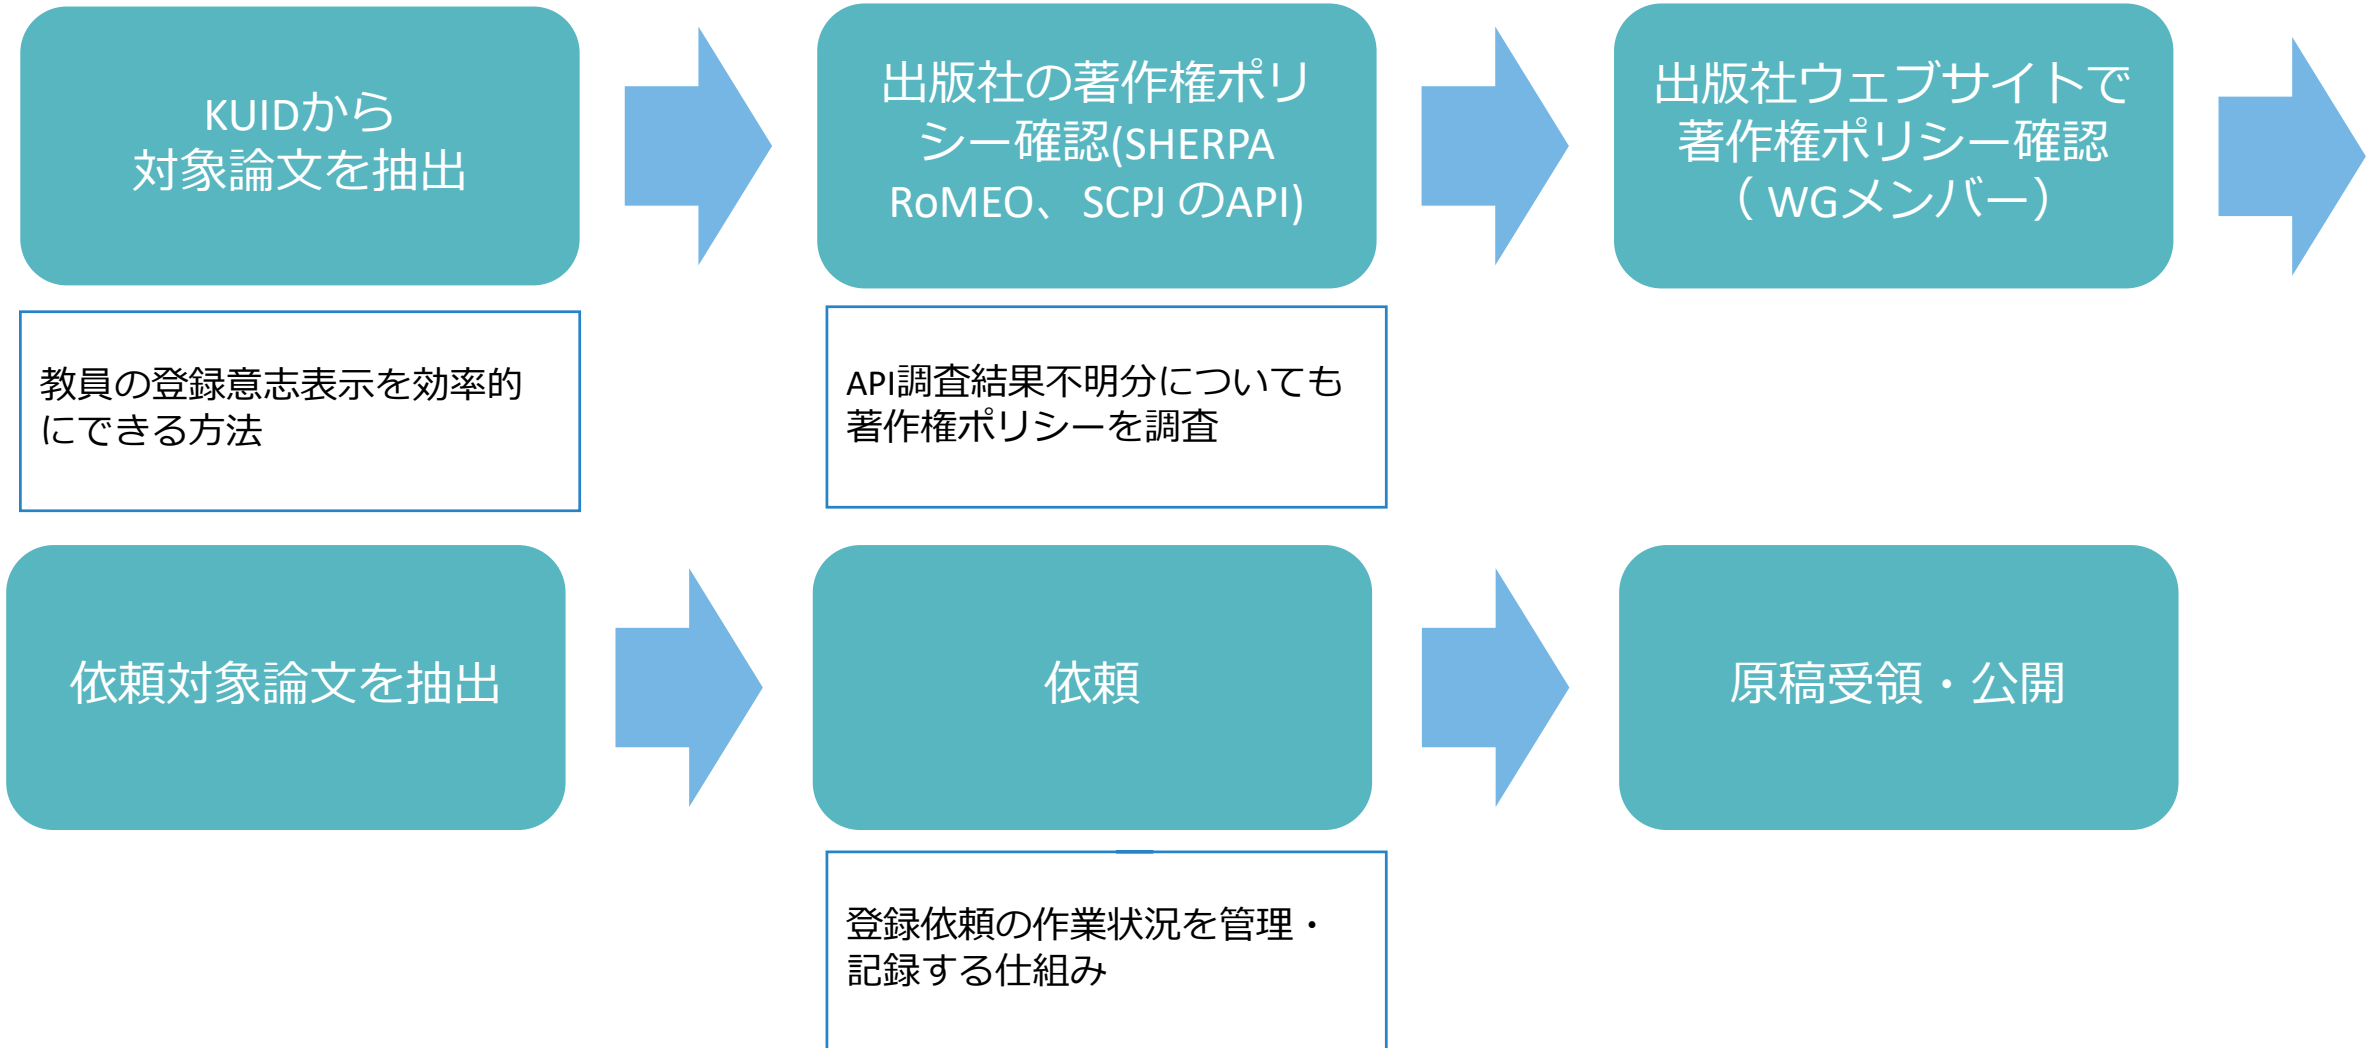 KUIDから
対象論文を抽出
出版社の著作権ポリ
シー確認(SHERPA
RoMEO、SCPJ のAPI)
出版社ウェブサイトで
著作権ポリシー確認
（ WGメンバー）
教員の登録意志表示を効率的
にできる方法
API調査結果不明分についても
著作権ポリシーを調査
依頼対象論文を抽出
依頼
原稿受領・公開
登録依頼の作業状況を管理・
記録する仕組み